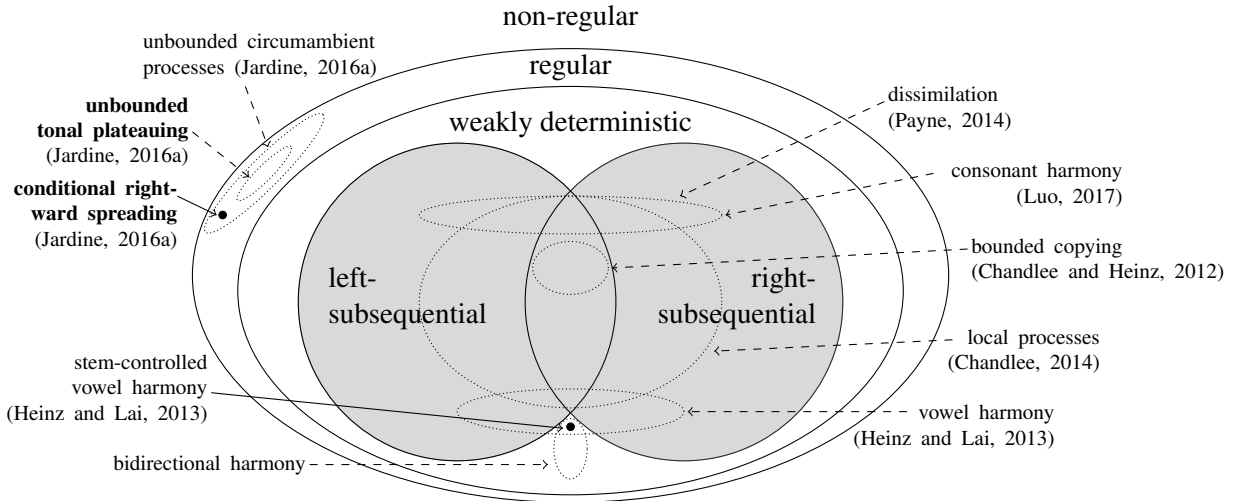 non-regular
unbounded circumambient
processes (Jardine, 2016a)
regular
unbounded
tonal plateauing
(Jardine, 2016a)
dissimilation
(Payne, 2014)
weakly deterministic
conditional right-
ward spreading
(Jardine, 2016a)
consonant harmony
(Luo, 2017)
bounded copying
(Chandlee and Heinz, 2012)
left-
subsequential
right-
subsequential
stem-controlled
vowel harmony
(Heinz and Lai, 2013)
local processes
(Chandlee, 2014)
vowel harmony
(Heinz and Lai, 2013)
bidirectional harmony